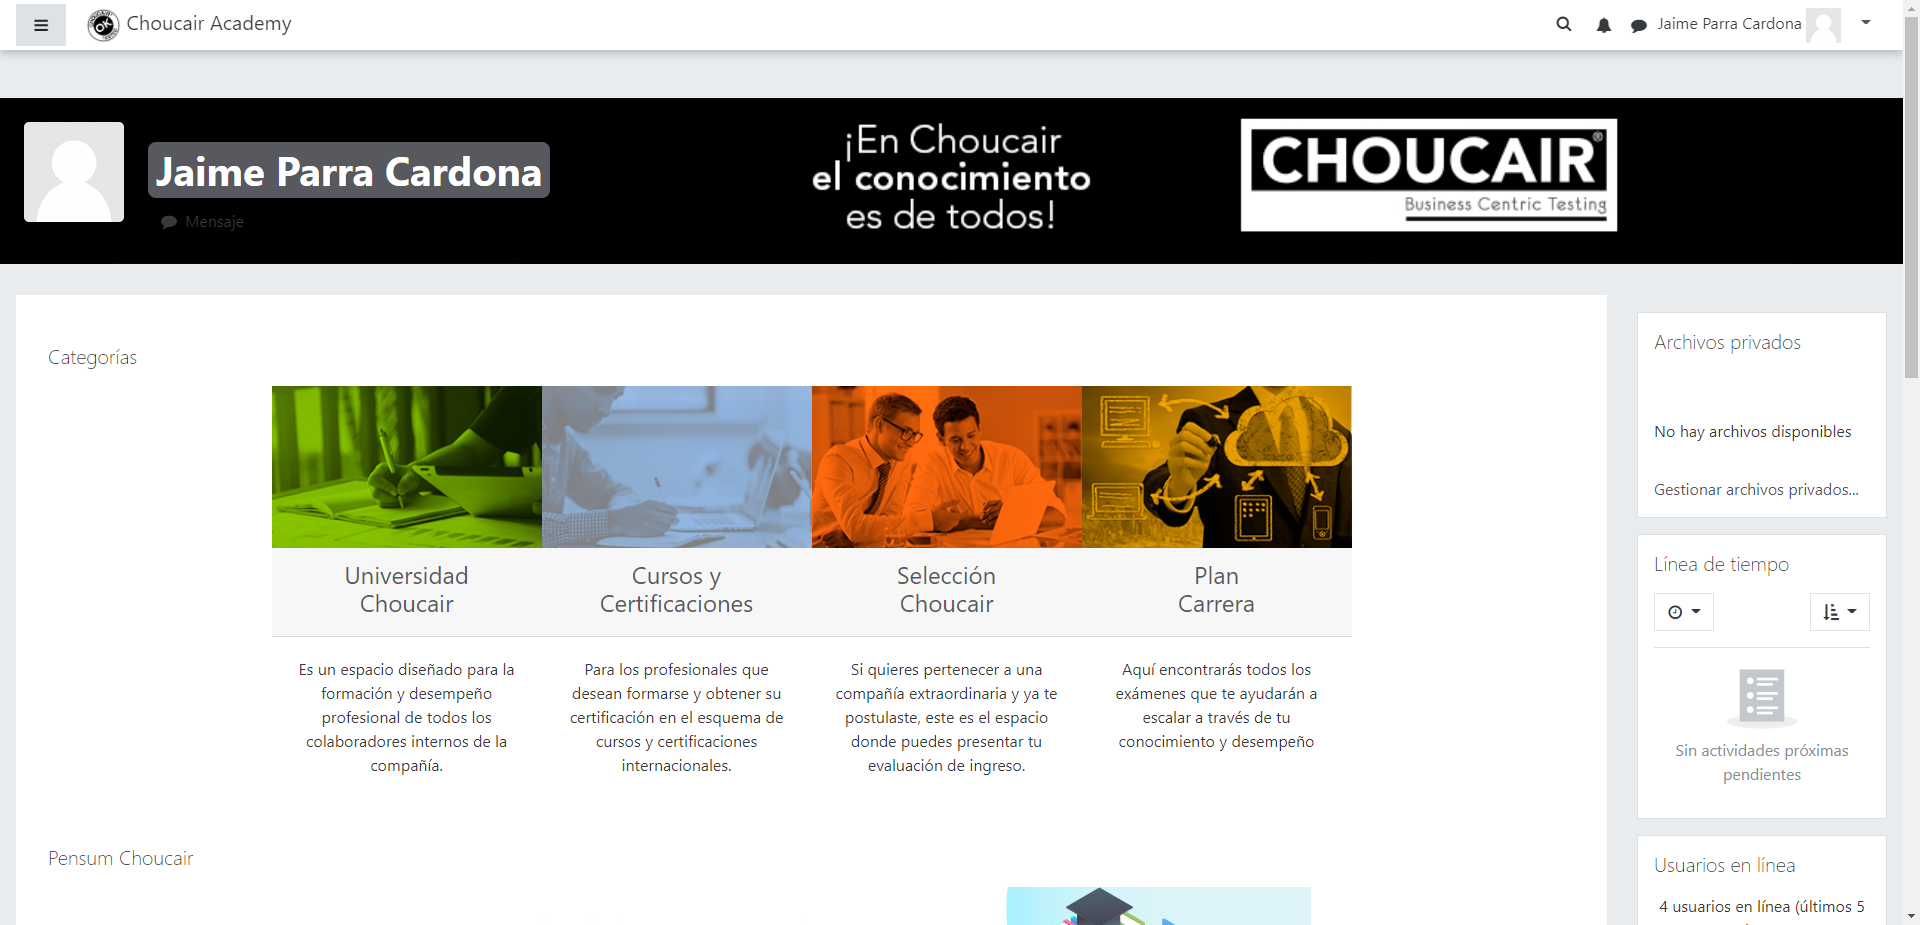 Choucair Academy
Jaime Parra Cardona
Jaime Parra Cardona
Mensaje
¡En Choucair
el conocimiento
es de todos!
CHOUCAIR®
Business Centric Testing
Categorías
Universidad
Choucair
Es un espacio diseñado para la
formación y desempeño
profesional de todos los
colaboradores internos de la
compañía.
Cursos y
Certificaciones
Para los profesionales que
desean formarse y obtener su
certificación en el esquema de
cursos y certificaciones
internacionales.
Selección
Choucair
Si quieres pertenecer a una
compañía extraordinaria y ya te
postulaste, este es el espacio
donde puedes presentar tu
evaluación de ingreso.
Plan
Carrera
Aquí encontrarás todos los
exámenes que te ayudarán a
escalar a través de tu
conocimiento y desempeño
Pensum Choucair
Archivos privados
No hay archivos disponibles
Gestionar archivos privados...
Línea de tiempo
Sin actividades próximas
pendientes
Usuarios en línea
4 usuarios en línea (últimos 5